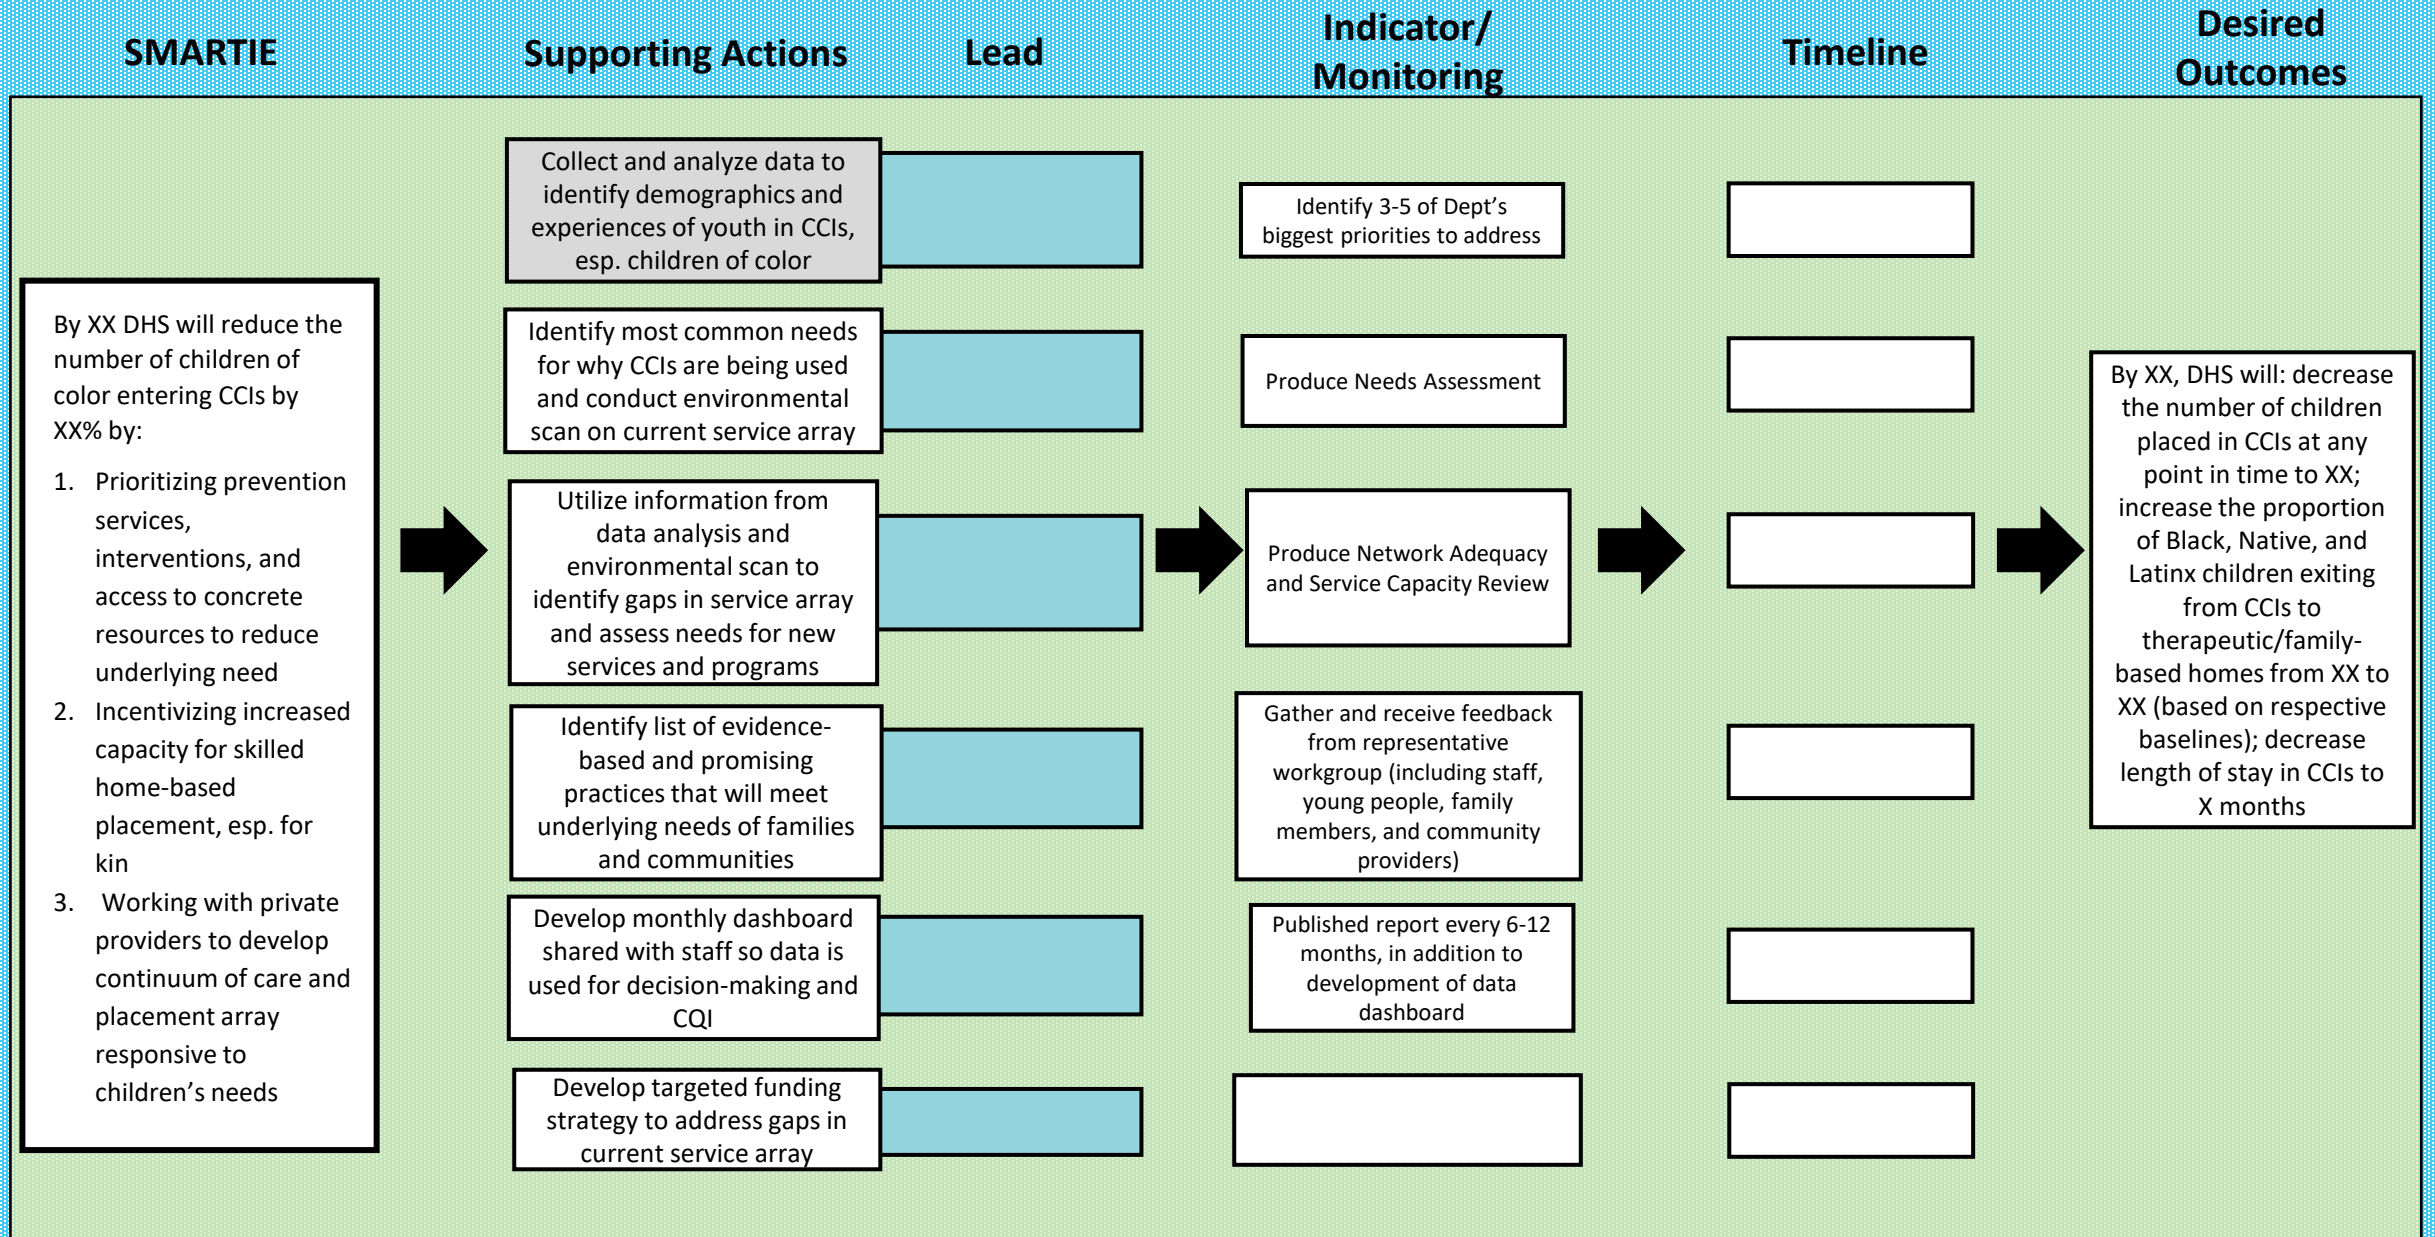 SMARTIE
Supporting Actions
Lead
Indicator/
Monitoring
Timeline
Desired
Outcomes
By XX DHS will reduce the
number of children of
color entering CCIs by
XX% by:
1. Prioritizing prevention
services,
interventions, and
access to concrete
resources to reduce
underlying need
2. Incentivizing increased
capacity for skilled
home-based
placement, esp. for
kin
3. Working with private
providers to develop
continuum of care and
placement array
responsive to
children’s needs
Collect and analyze data to
identify demographics and
experiences of youth in CCIs,
esp. children of color
Identify most common needs
for why CCIs are being used
and conduct environmental
scan on current service array
Utilize information from
data analysis and
environmental scan to
identify gaps in service array
and assess needs for new
services and programs
Identify list of evidence-
based and promising
practices that will meet
underlying needs of families
and communities
Develop monthly dashboard
shared with staff so data is
used for decision-making and
CQI
Develop targeted funding
strategy to address gaps in
current service array
Identify 3-5 of Dept’s
biggest priorities to address
Produce Needs Assessment
Produce Network Adequacy
and Service Capacity Review
Gather and receive feedback
from representative
workgroup (including staff,
young people, family
members, and community
providers)
Published report every 6-12
months, in addition to
development of data
dashboard
By XX, DHS will: decrease
the number of children
placed in CCIs at any
point in time to XX;
increase the proportion
of Black, Native, and
Latinx children exiting
from CCIs to
therapeutic/family-
based homes from XX to
XX (based on respective
baselines); decrease
length of stay in CCIs to
X months